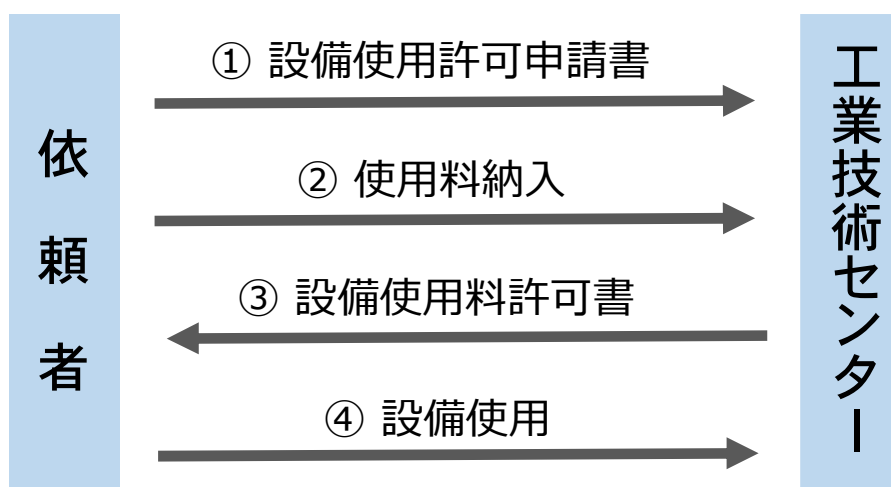 依頼者
① 設備使用許可申請書
② 使用料納入
③ 設備使用料許可書
④ 設備使用
工業技術センター